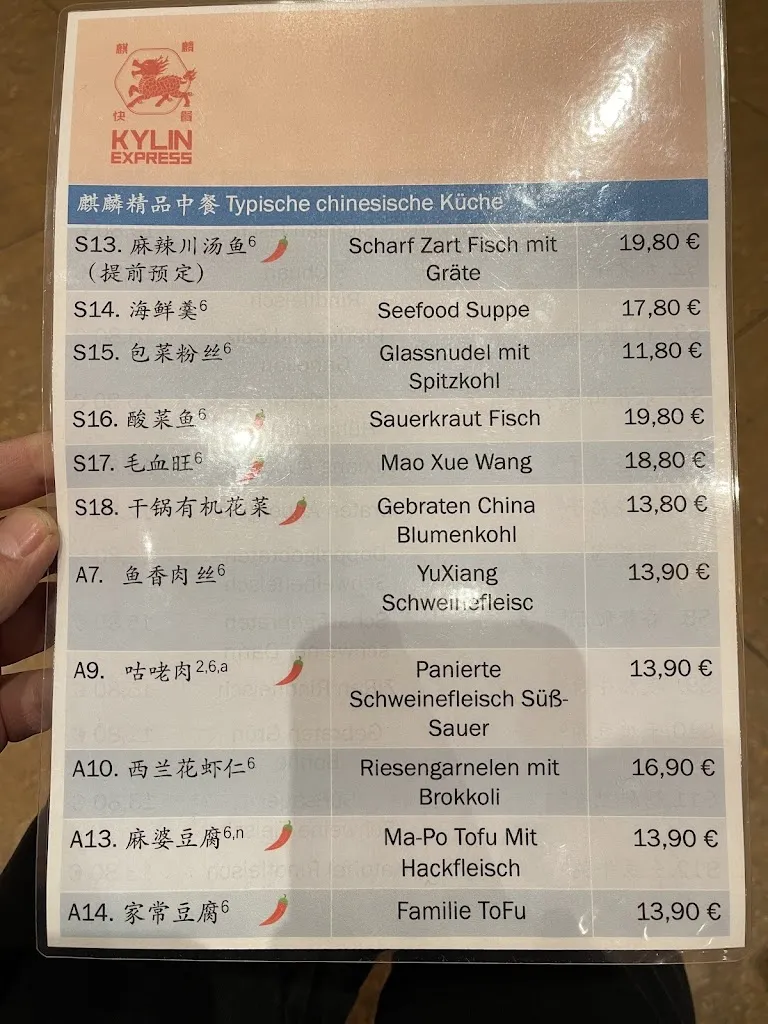 麒 麟
快 餐
KYLIN
EXPRESS
麒麟精品中餐 Typische chinesische Küche
S13. 麻辣川汤鱼6 Scharf Zart Fisch mit 19,80 €
(提前预定) Gräte
S14. 海鲜羹6 Seefood Suppe 17,80 €
S15. 包菜粉丝6 Glassnudel mit 11,80 €
Spitzkohl
S16. 酸菜鱼6 Sauerkraut Fisch 19,80 €
S17. 毛血旺6 Mao Xue Wang 18,80 €
S18. 干锅有机花菜 Gebraten China 13,80 €
Blumenkohl
A7. 鱼香肉丝6 YuXiang 13,90 €
Schweinefleisc
A9. 咕咾肉2,6,a Panierte 13,90 €
Schweinefleisch Süß-
Sauer
A10. 西兰花虾仁6 Riesengarnelen mit 16,90 €
Brokkoli
A13. 麻婆豆腐6,n Ma-Po Tofu Mit 13,90 €
Hackfleisch
A14. 家常豆腐6 Familie ToFu 13,90 €